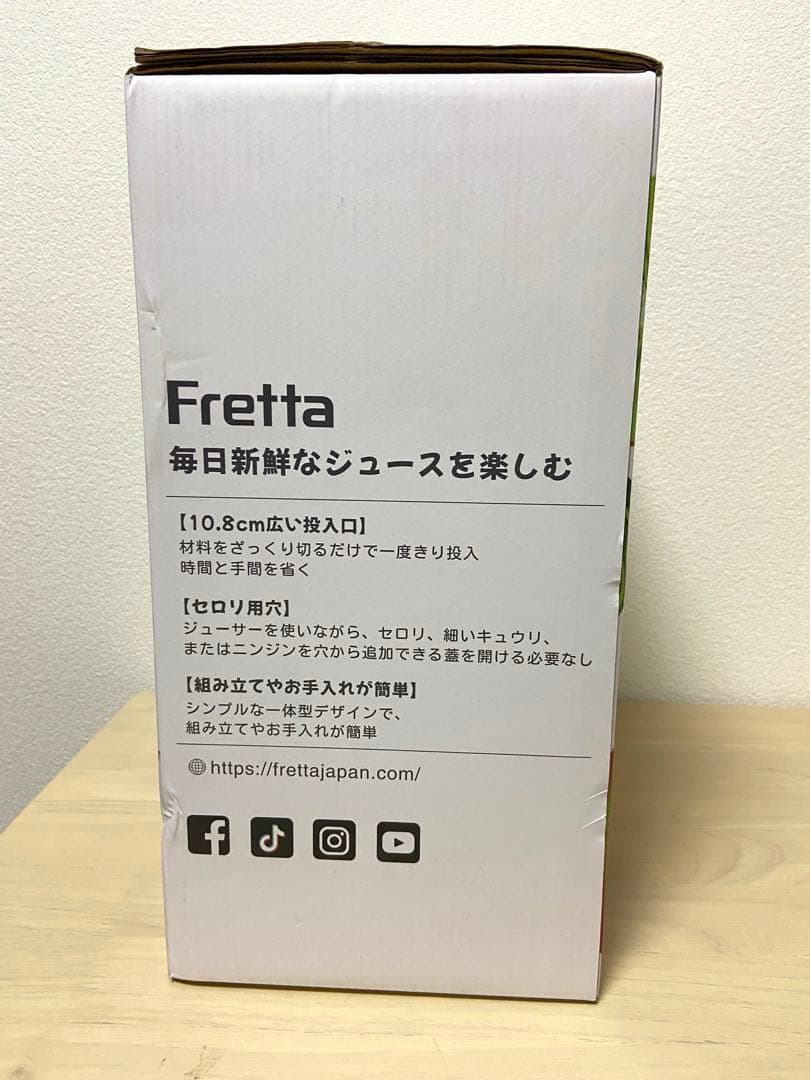 Fretta
毎日新鮮なジュースを楽しむ
【10.8cm広い投入口】
材料をざっくり切るだけで一度きり投入
時間と手間を省く
【セロリ用穴】
ジューサーを使いながら、セロリ、細いキュウリ、
またはニンジンを穴から追加できる蓋を開ける必要なし
【組み立てやお手入れが簡単】
シンプルな一体型デザインで、
組み立てやお手入れが簡単
https://frettajapan.com/